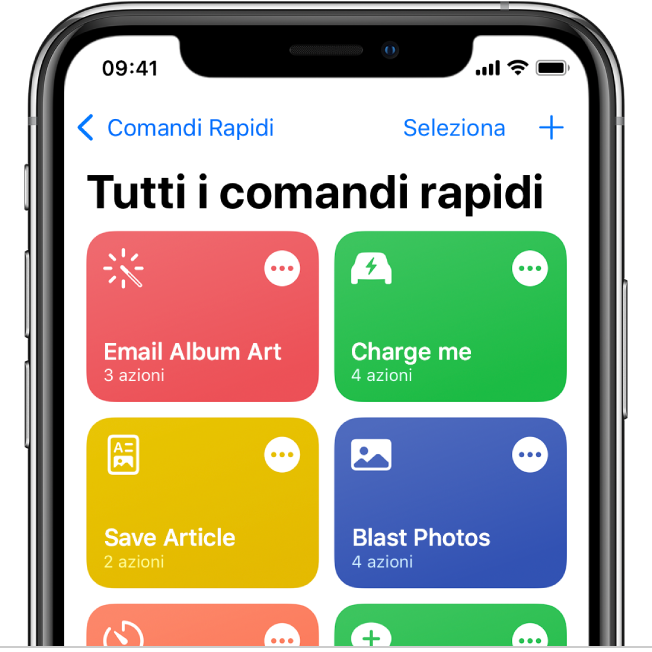 09:41
Comandi Rapidi
Seleziona
Tutti i comandi rapidi
Email Album Art
3 azioni
Charge me
4 azioni
Save Article
2 azioni
Blast Photos
4 azioni